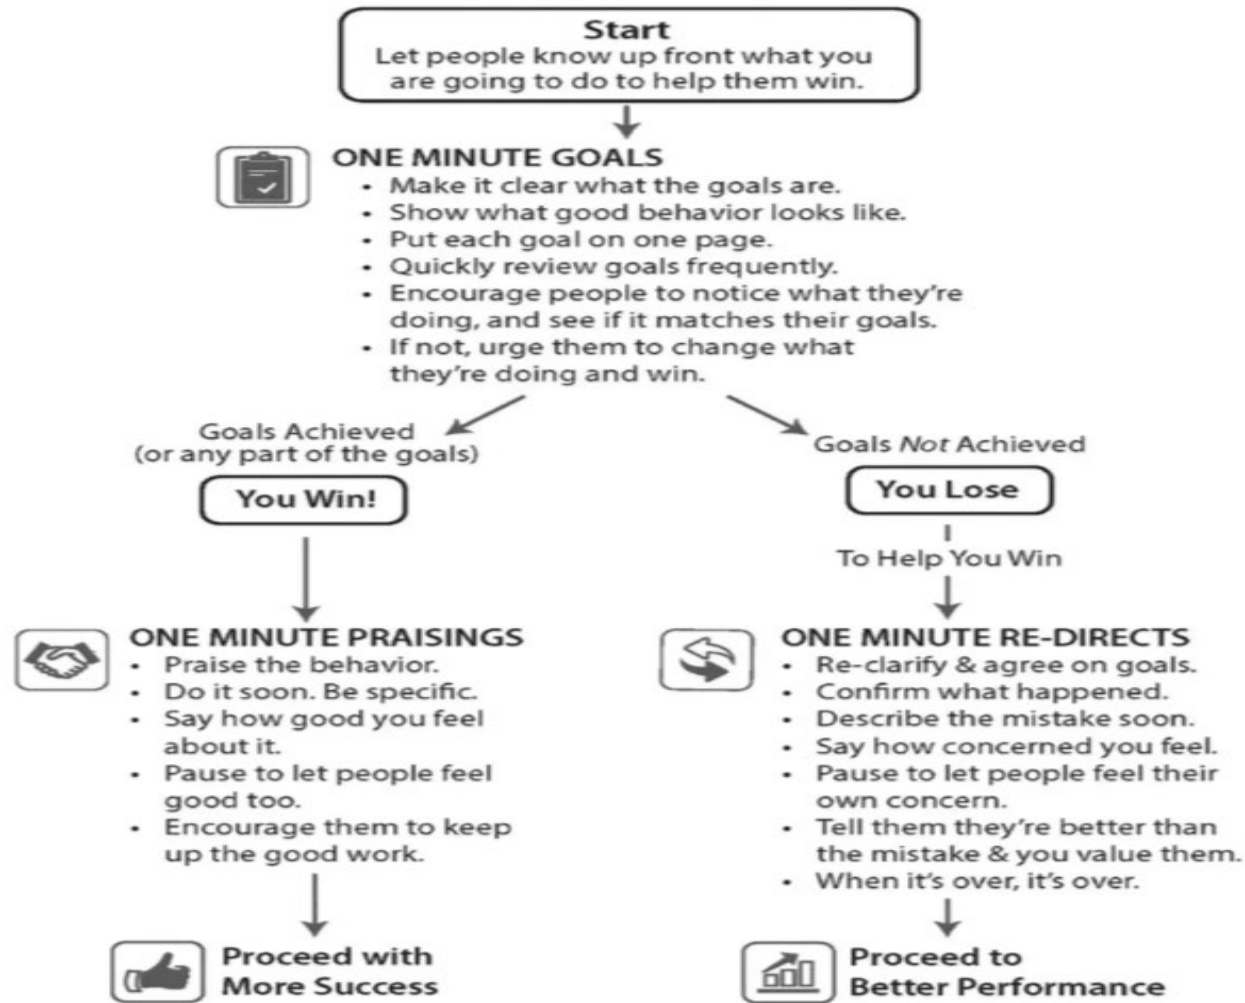 Start
Let people know up front what you
are going to do to help them win.
ONE MINUTE GOALS
• Make it clear what the goals are.
• Show what good behavior looks like.
• Put each goal on one page.
• Quickly review goals frequently.
• Encourage people to notice what they're
doing, and see if it matches their goals.
• If not, urge them to change what
they're doing and win.
Goals Achieved
(or any part of the goals)
You Win!
Goals Not Achieved
You Lose
To Help You Win
ONE MINUTE PRAISINGS
• Praise the behavior.
• Do it soon. Be specific.
• Say how good you feel
about it.
• Pause to let people feel
good too.
• Encourage them to keep
up the good work.
Proceed with
More Success
ONE MINUTE RE-DIRECTS
• Re-clarify & agree on goals.
• Confirm what happened.
• Describe the mistake soon.
• Say how concerned you feel.
• Pause to let people feel their
own concern.
• Tell them they're better than
the mistake & you value them.
• When it's over, it's over.
Proceed to
Better Performance